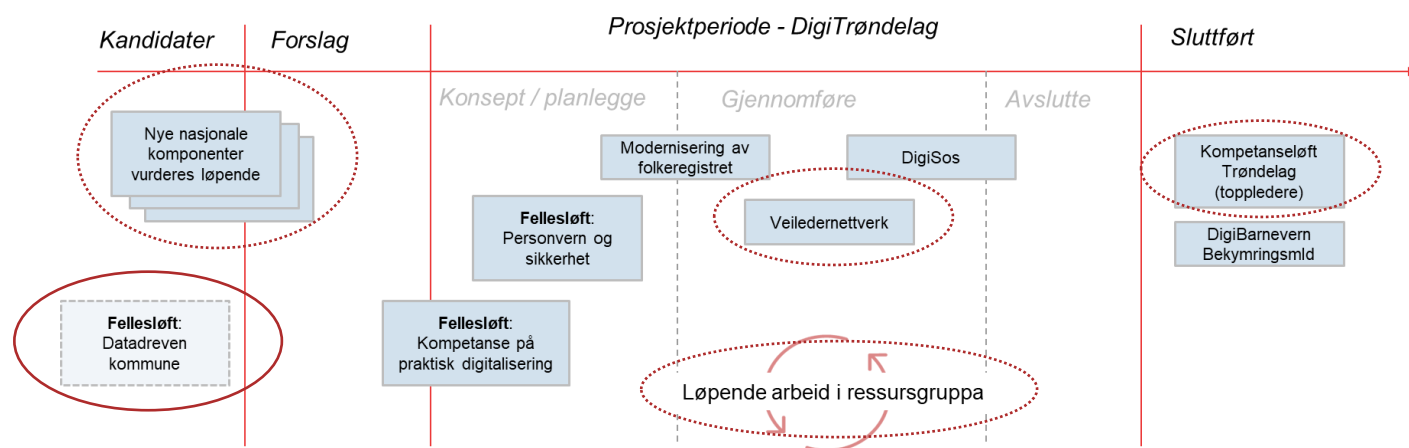 Kandidater
Forslag
Prosjektperiode - DigiTrøndelag
Sluttført
Konsept / planlegge
Gjennomføre
Avslutte
Nye nasjonale
komponenter
vurderes løpende
Modernisering av
folkeregistret
DigiSos
Kompetanseløft
Trøndelag
(toppledere)
Fellesløft:
Personvern og
sikkerhet
Veiledernettverk
DigiBarnevern
Bekymringsmld
Fellesløft:
Datadreven
kommune
Fellesløft:
Kompetanse på
praktisk digitalisering
Løpende arbeid i ressursgruppa